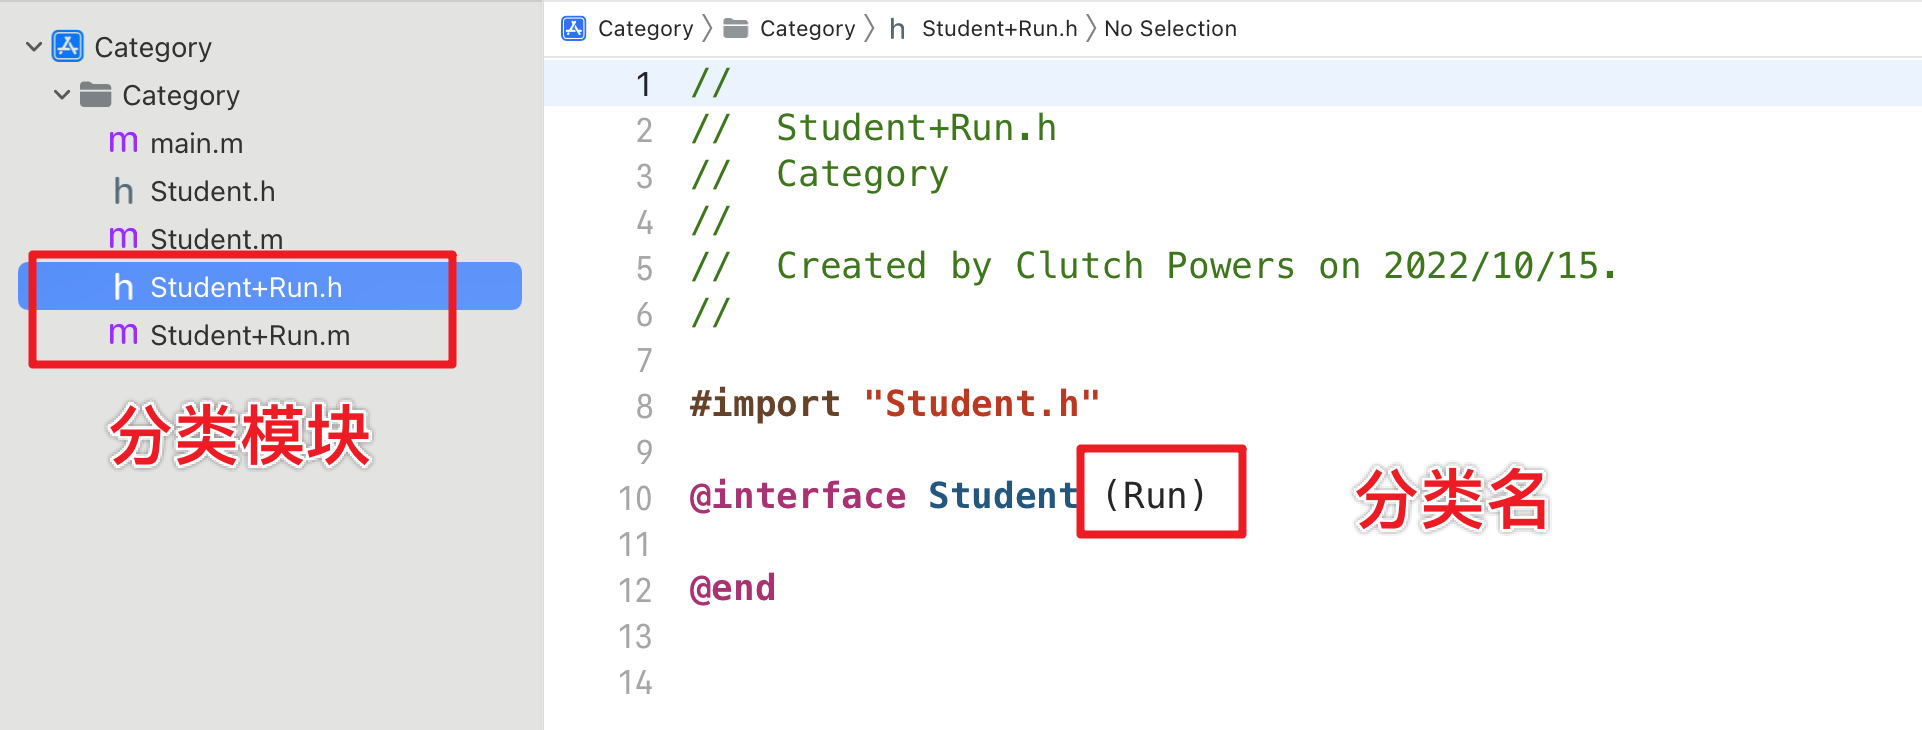 Category
Category
m main.m
h Student.h
m Student.m
h Student+Run.h
m Student+Run.m
分类模块
Category 〉 Category 〉 h Student+Run.h 〉 No Selection
1 //
2 //  Student+Run.h
3 //  Category
4 //
5 //  Created by Clutch Powers on 2022/10/15.
6 //
7
8 #import "Student.h"
9
10 @interface Student (Run)
分类名
11
12 @end
13
14